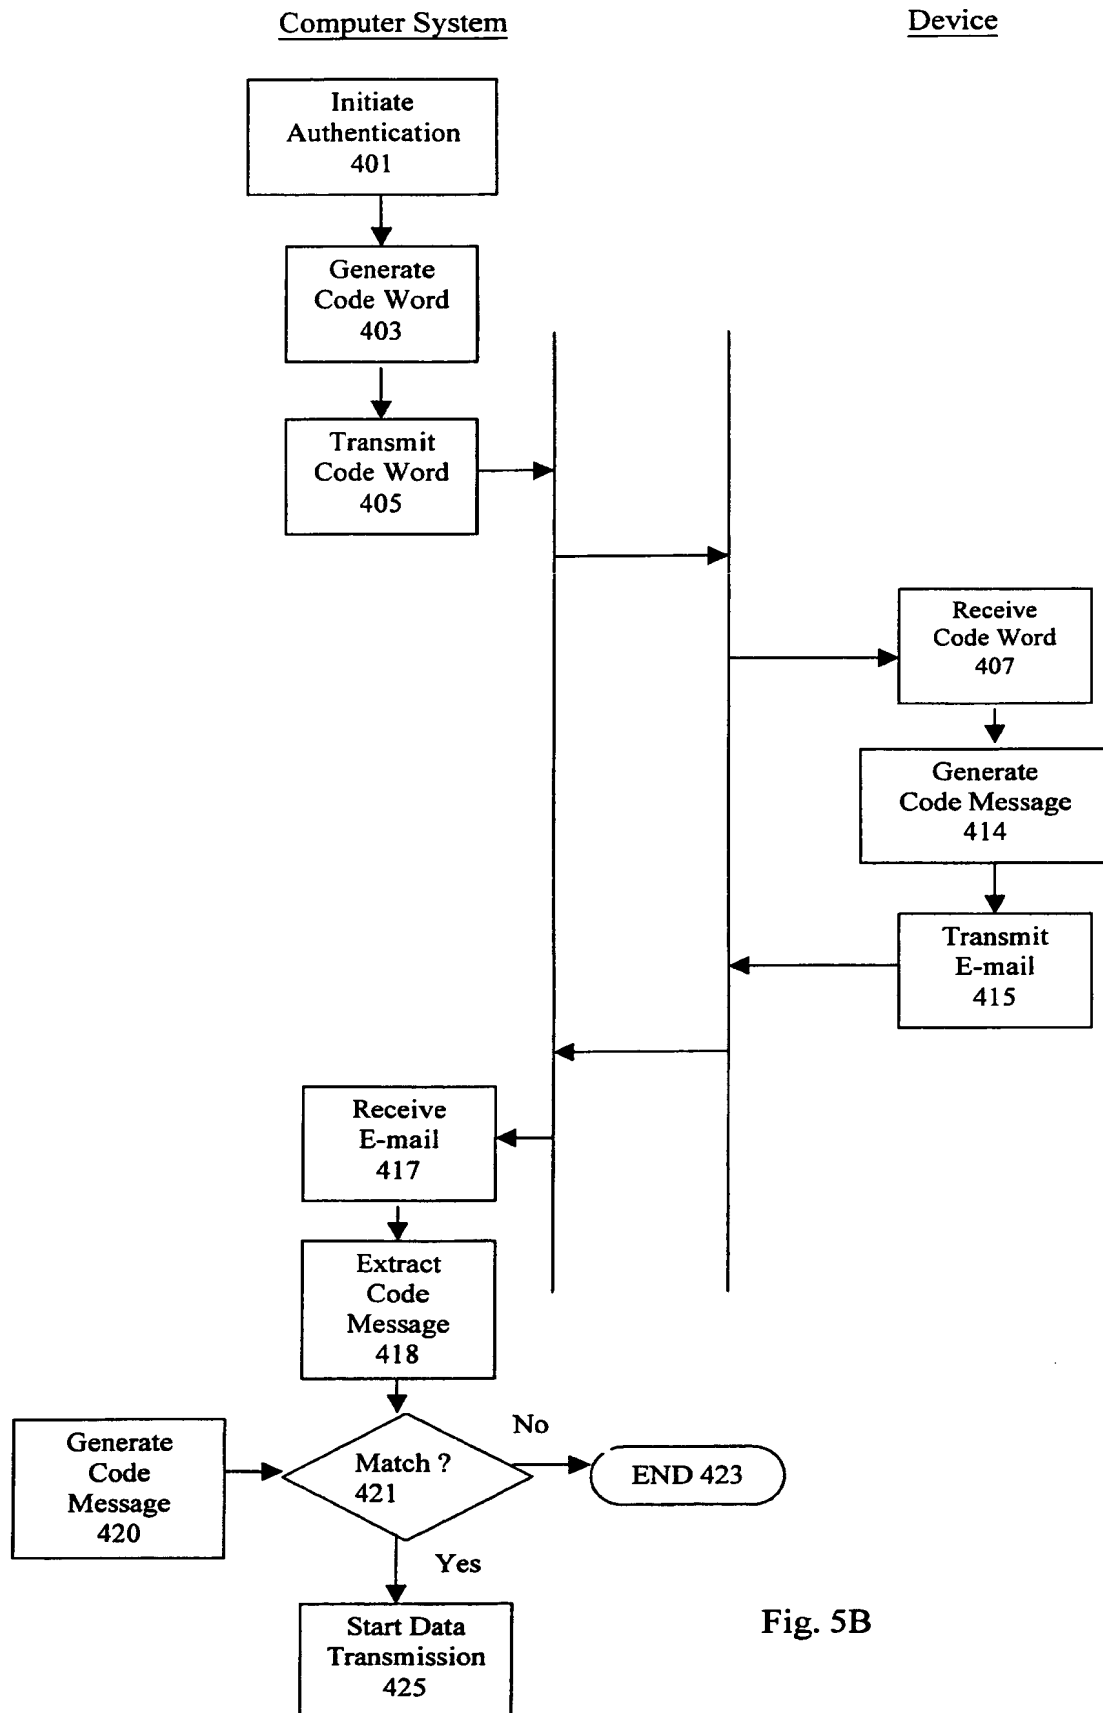 Computer System
Device
Initiate
Authentication
401
Generate
Code Word
403
Transmit
Code Word
405
Receive
Code Word
407
Generate
Code Message
414
Transmit
E-mail
415
Receive
E-mail
417
Extract
Code
Message
418
Generate
Code
Message
420
Match ?
421
No
END 423
Yes
Start Data
Transmission
425
Fig. 5B